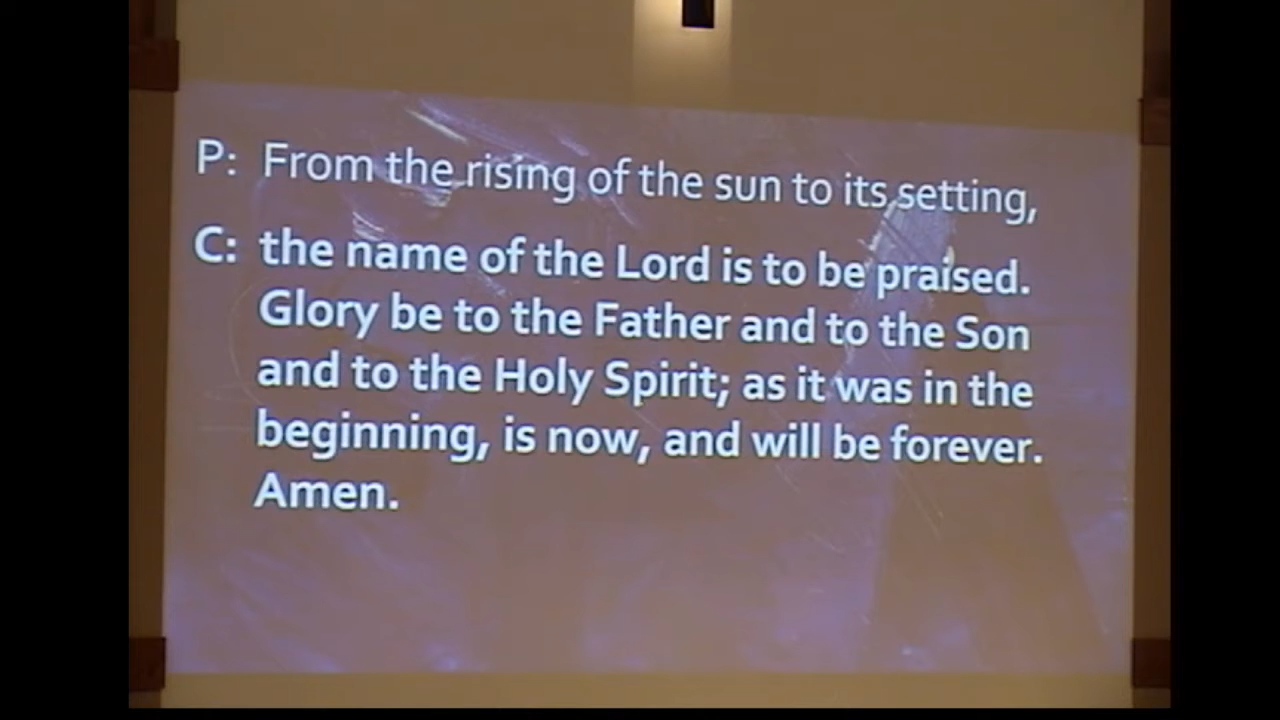 P: From the rising of the sun to its setting,
C: the name of the Lord is to be praised.
Glory be to the Father and to the Son
and to the Holy Spirit; as it was in the
beginning, is now, and will be forever.
Amen.